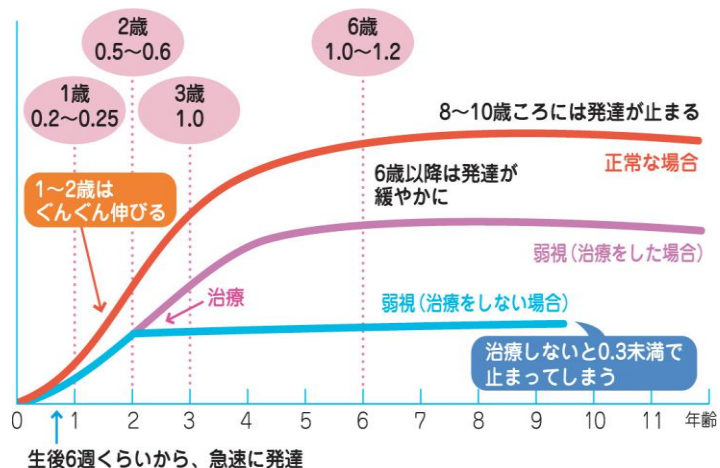 2歳
0.5～0.6
6歳
1.0～1.2
1歳
0.2～0.25
3歳
1.0
8～10歳ころには発達が止まる
正常な場合
6歳以降は発達が
緩やかに
1～2歳は
ぐんぐん伸びる
弱視（治療をした場合）
治療
弱視（治療をしない場合）
治療しないと0.3未満で
止まってしまう
0 1 2 3 4 5 6 7 8 9 10 11 年齢
生後6週くらいから、急速に発達